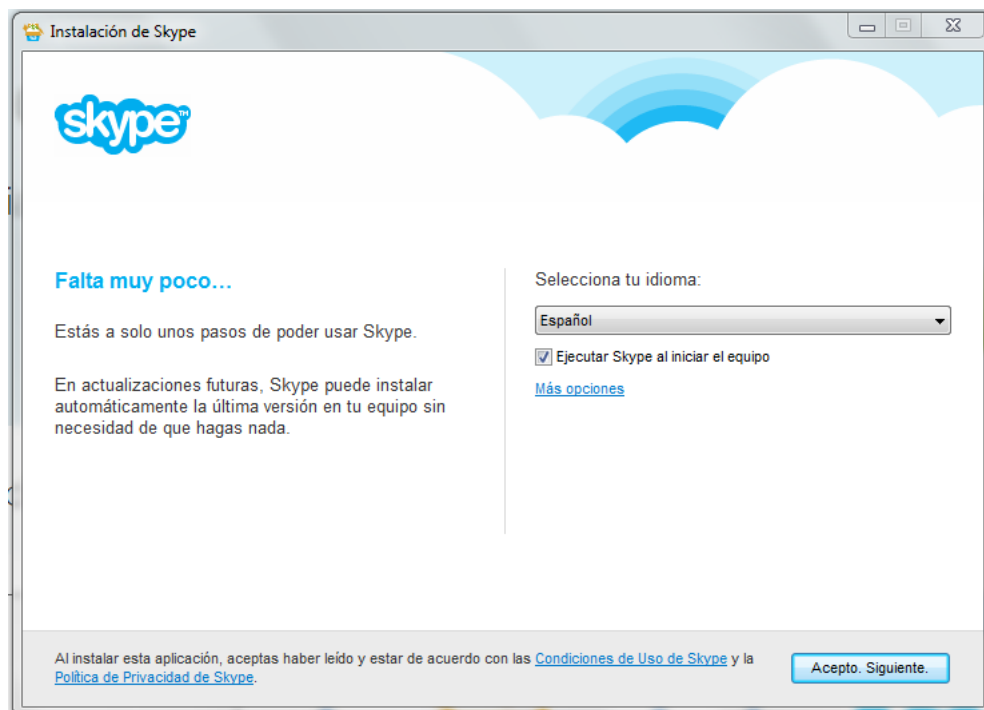 Instalación de Skype
skype™
Falta muy poco...
Estás a solo unos pasos de poder usar Skype.
En actualizaciones futuras, Skype puede instalar
automáticamente la última versión en tu equipo sin
necesidad de que hagas nada.
Selecciona tu idioma:
Español
Ejecutar Skype al iniciar el equipo
Más opciones
Al instalar esta aplicación, aceptas haber leído y estar de acuerdo con las Condiciones de Uso de Skype y la
Política de Privacidad de Skype.
Acepto. Siguiente.